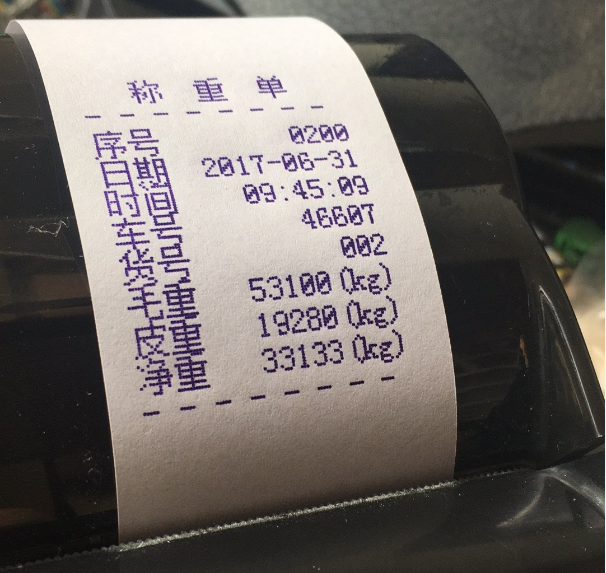 称重单
序号 0200
日期 2017-06-31
时间 09:45:09
车号 46607
货号 002
毛重 53100(kg)
皮重 19280(kg)
净重 33133(kg)